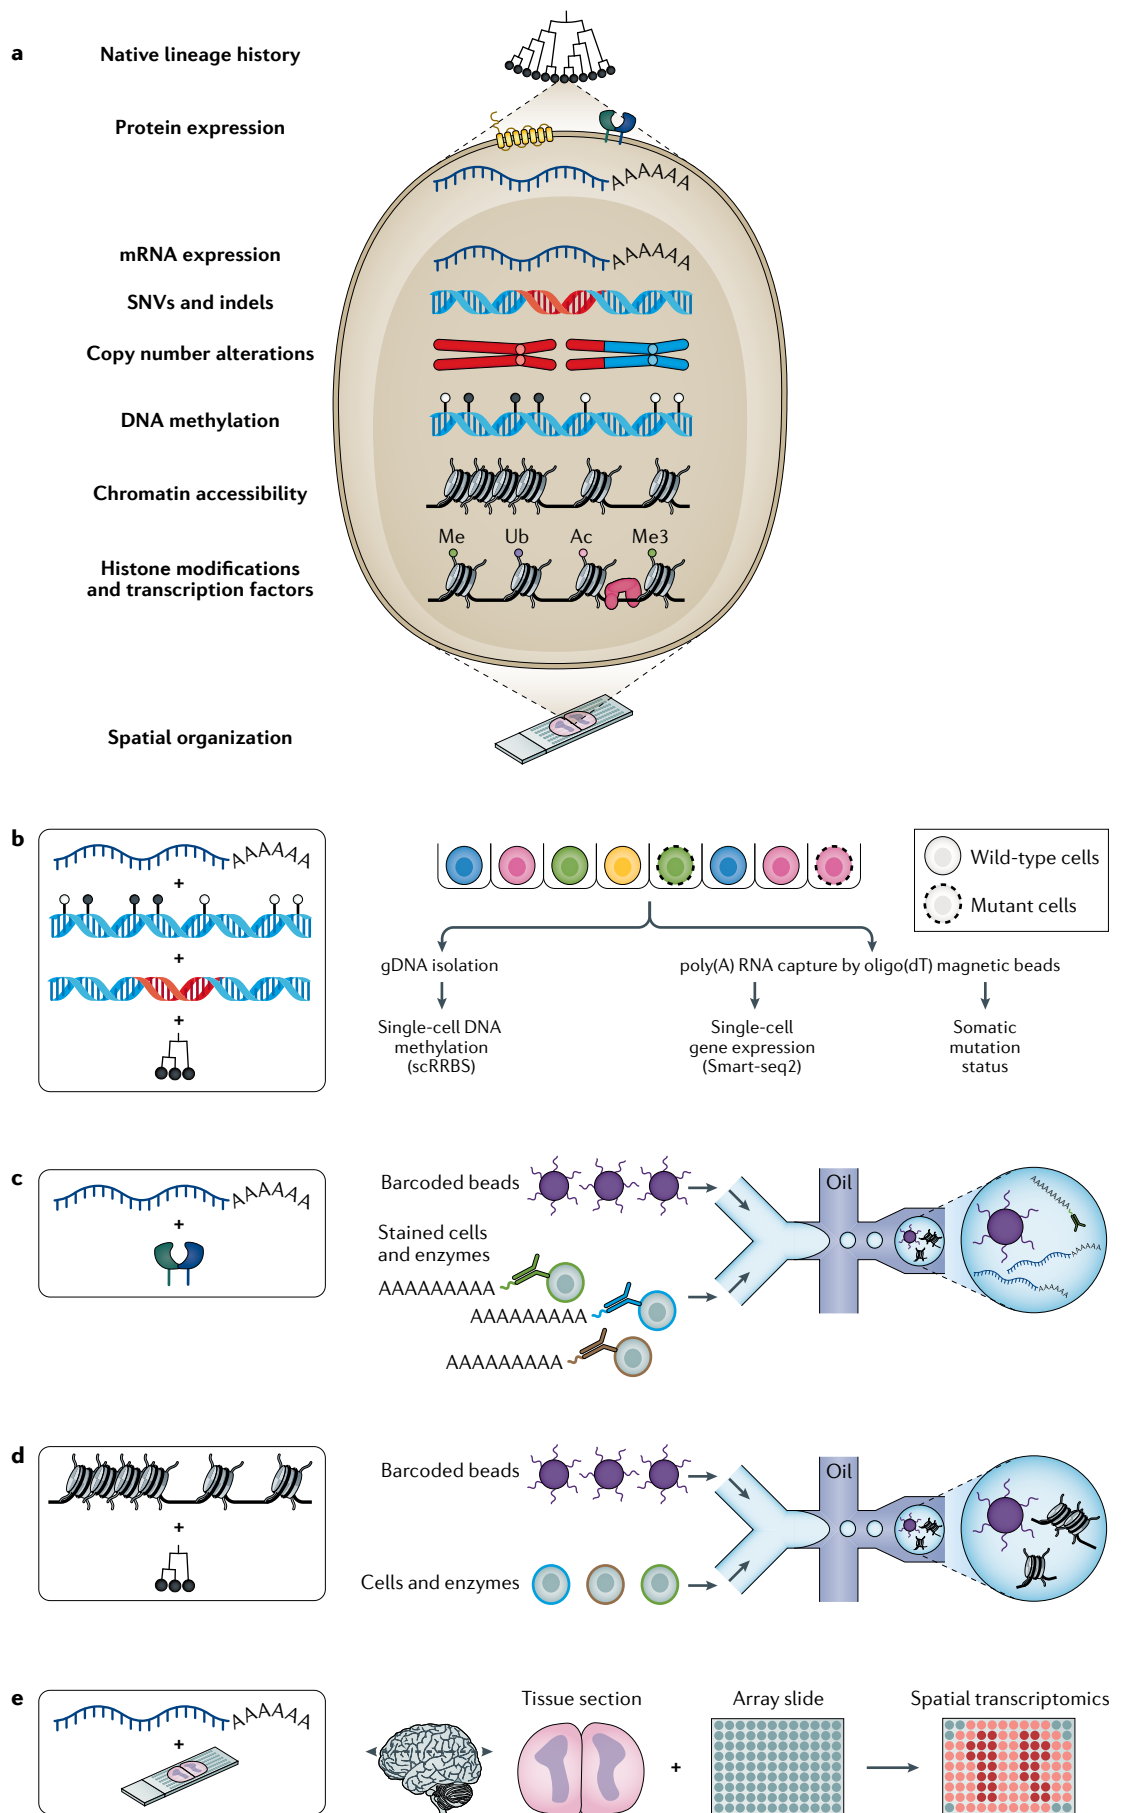 a
Native lineage history
Protein expression
AAAAAA
mRNA expression
AAAAAA
SNVs and indels
Copy number alterations
DNA methylation
Chromatin accessibility
Me Ub Ac Me3
Histone modifications
and transcription factors
Spatial organization
b
AAAAAA
+
+
+
Wild-type cells
Mutant cells
gDNA isolation
poly(A) RNA capture by oligo(dT) magnetic beads
Single-cell DNA
methylation
(scRRBS)
Single-cell
gene expression
(Smart-seq2)
Somatic
mutation
status
c
AAAAAA
+
Barcoded beads
Stained cells
and enzymes
AAAAAAAAA
AAAAAAAAA
AAAAAAAAA
Oil
AAAAAAAA
AAAAA
AAAAA
d
+
Barcoded beads
Cells and enzymes
Oil
e
AAAAAA
+
Tissue section
+
Array slide
Spatial transcriptomics